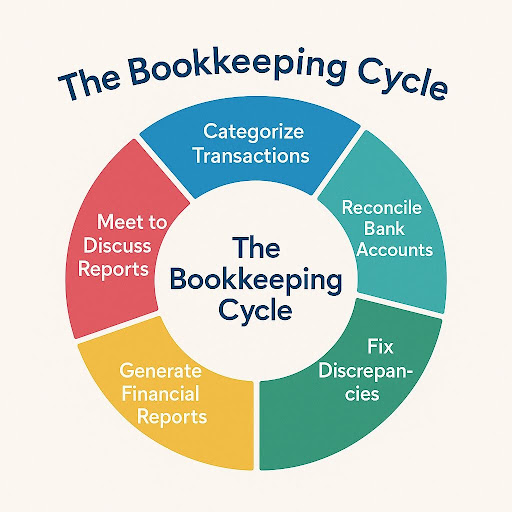 The Bookkeeping Cycle
Categorize
Transactions
Reconcile
Bank
Accounts
Fix
Discrepan-
cies
Generate
Financial
Reports
Meet to
Discuss
Reports
The
Bookkeeping
Cycle